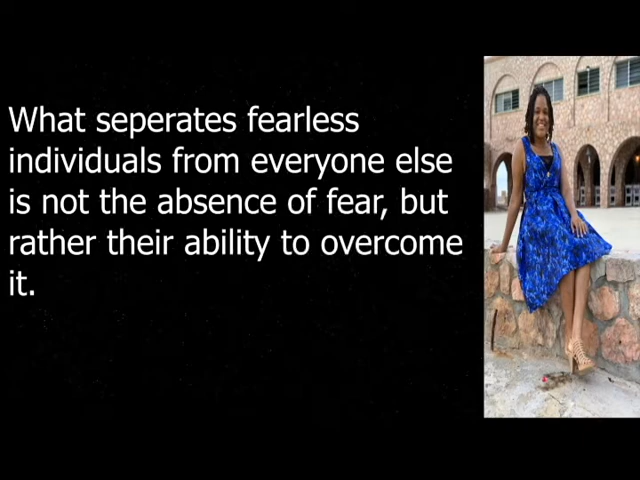 What seperates fearless
individuals from everyone else
is not the absence of fear, but
rather their ability to overcome
it.